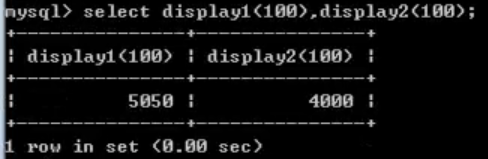 mysql> select display1(100),display2(100);
+---------------+---------------+
| display1(100) | display2(100) |
+---------------+---------------+
|          5050 |          4000 |
+---------------+---------------+
1 row in set (0.00 sec)